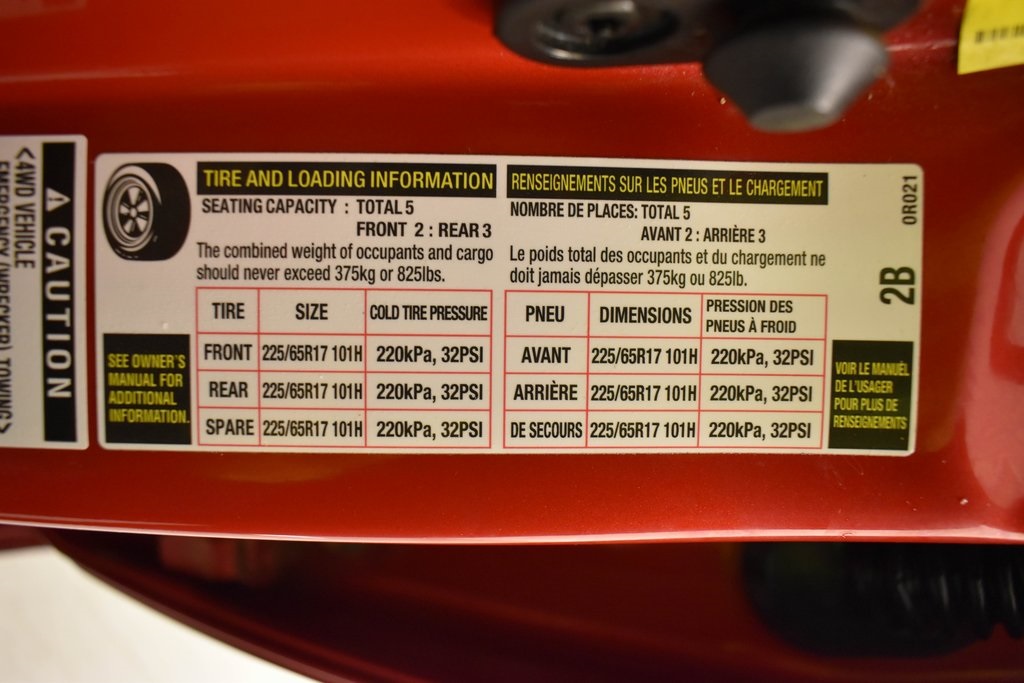 ⚠ CAUTION
<4WD VEHICLE
EMERGENCY (WRECKER) TOWING>
TIRE AND LOADING INFORMATION
SEATING CAPACITY : TOTAL 5
FRONT 2 : REAR 3
The combined weight of occupants and cargo
should never exceed 375kg or 825lbs.
TIRE SIZE COLD TIRE PRESSURE
FRONT 225/65R17 101H 220kPa, 32PSI
REAR 225/65R17 101H 220kPa, 32PSI
SPARE 225/65R17 101H 220kPa, 32PSI
SEE OWNER'S
MANUAL FOR
ADDITIONAL
INFORMATION.
RENSEIGNEMENTS SUR LES PNEUS ET LE CHARGEMENT
NOMBRE DE PLACES: TOTAL 5
AVANT 2 : ARRIÈRE 3
Le poids total des occupants et du chargement ne
doit jamais dépasser 375kg ou 825lb.
PNEU DIMENSIONS PRESSION DES
PNEUS À FROID
AVANT 225/65R17 101H 220kPa, 32PSI
ARRIÈRE 225/65R17 101H 220kPa, 32PSI
DE SECOURS 225/65R17 101H 220kPa, 32PSI
VOIR LE MANUEL
DE L'USAGER
POUR PLUS DE
RENSEIGNEMENTS
0R021
2B